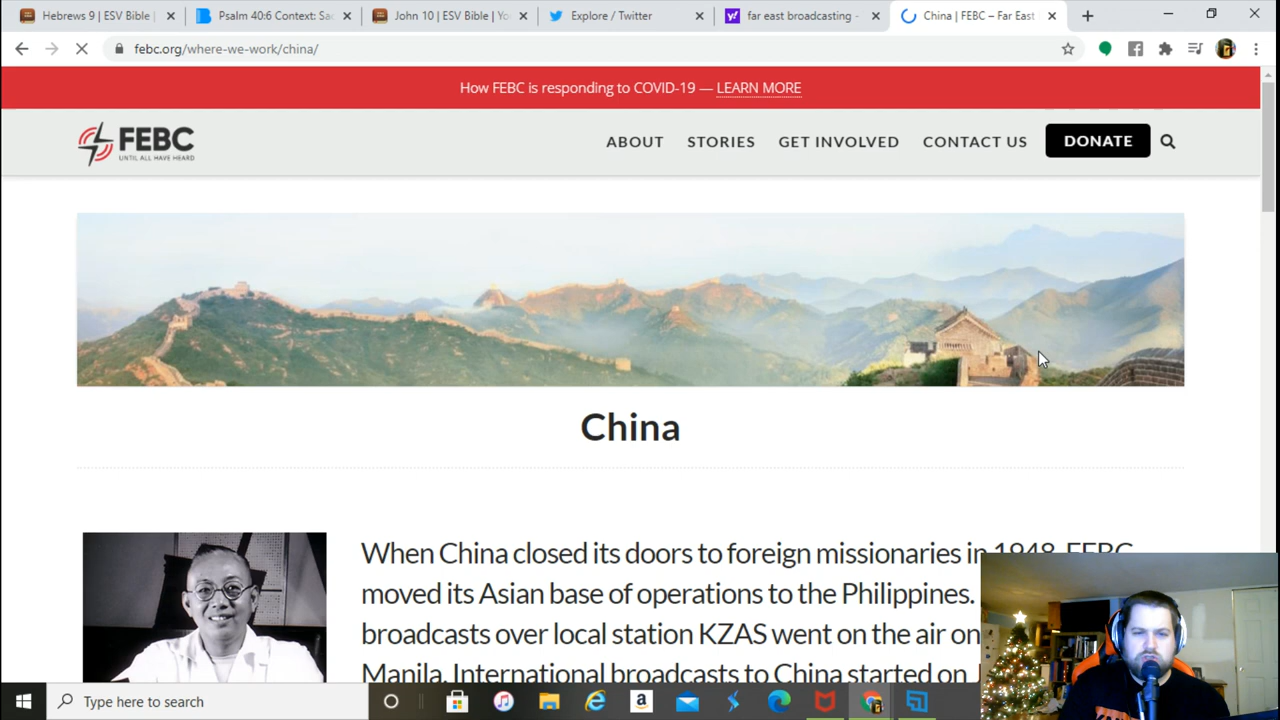 Hebrews 9 | ESV Bible |
Psalm 40:6 Context: Sac
John 10 | ESV Bible | Yo
Explore / Twitter
far east broadcasting -
China | FEBC – Far East
febc.org/where-we-work/china/
How FEBC is responding to COVID-19 — LEARN MORE
FEBC
UNTIL ALL HAVE HEARD
ABOUT STORIES GET INVOLVED CONTACT US DONATE
China
When China closed its doors to foreign missionaries in 1948, FEBC
moved its Asian base of operations to the Philippines.
broadcasts over local station KZAS went on the air on
Manila. International broadcasts to China started on
Type here to search